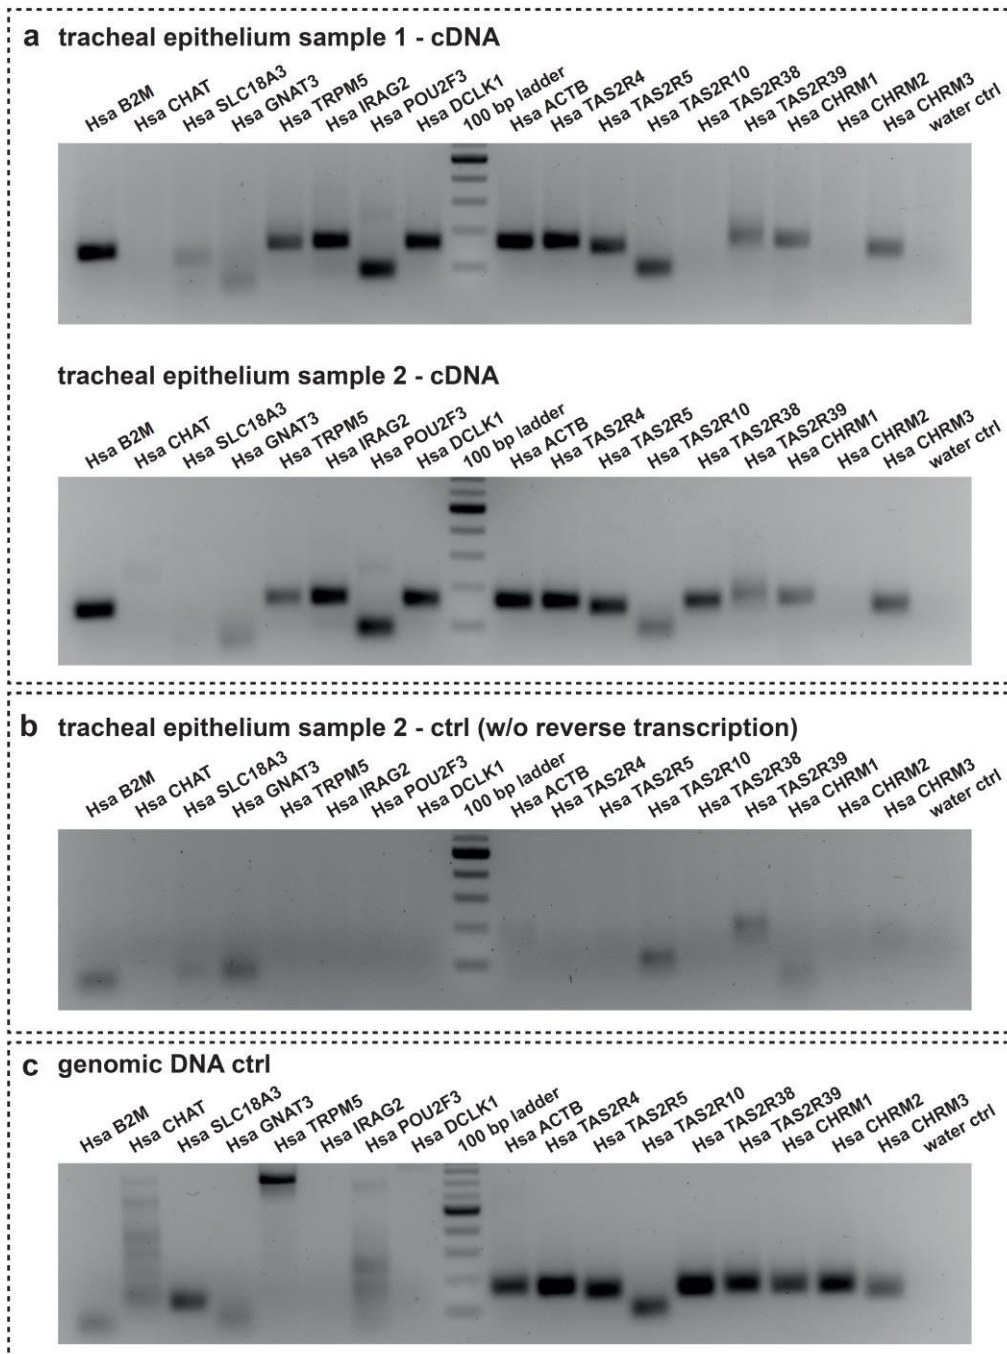 a tracheal epithelium sample 1 - cDNA
Hsa B2M
Hsa CHAT
Hsa SLC18A3
Hsa GNAT3
Hsa TRPM5
Hsa IRAG2
Hsa POU2F3
Hsa DCLK1
100 bp ladder
Hsa ACTB
Hsa TAS2R4
Hsa TAS2R5
Hsa TAS2R10
Hsa TAS2R38
Hsa TAS2R39
Hsa CHRM1
Hsa CHRM2
Hsa CHRM3
water ctrl
tracheal epithelium sample 2 - cDNA
Hsa B2M
Hsa CHAT
Hsa SLC18A3
Hsa GNAT3
Hsa TRPM5
Hsa IRAG2
Hsa POU2F3
Hsa DCLK1
100 bp ladder
Hsa ACTB
Hsa TAS2R4
Hsa TAS2R5
Hsa TAS2R10
Hsa TAS2R38
Hsa TAS2R39
Hsa CHRM1
Hsa CHRM2
Hsa CHRM3
water ctrl
b tracheal epithelium sample 2 - ctrl (w/o reverse transcription)
Hsa B2M
Hsa CHAT
Hsa SLC18A3
Hsa GNAT3
Hsa TRPM5
Hsa IRAG2
Hsa POU2F3
Hsa DCLK1
100 bp ladder
Hsa ACTB
Hsa TAS2R4
Hsa TAS2R5
Hsa TAS2R10
Hsa TAS2R38
Hsa TAS2R39
Hsa CHRM1
Hsa CHRM2
Hsa CHRM3
water ctrl
c genomic DNA ctrl
Hsa B2M
Hsa CHAT
Hsa SLC18A3
Hsa GNAT3
Hsa TRPM5
Hsa IRAG2
Hsa POU2F3
Hsa DCLK1
100 bp ladder
Hsa ACTB
Hsa TAS2R4
Hsa TAS2R5
Hsa TAS2R10
Hsa TAS2R38
Hsa TAS2R39
Hsa CHRM1
Hsa CHRM2
Hsa CHRM3
water ctrl